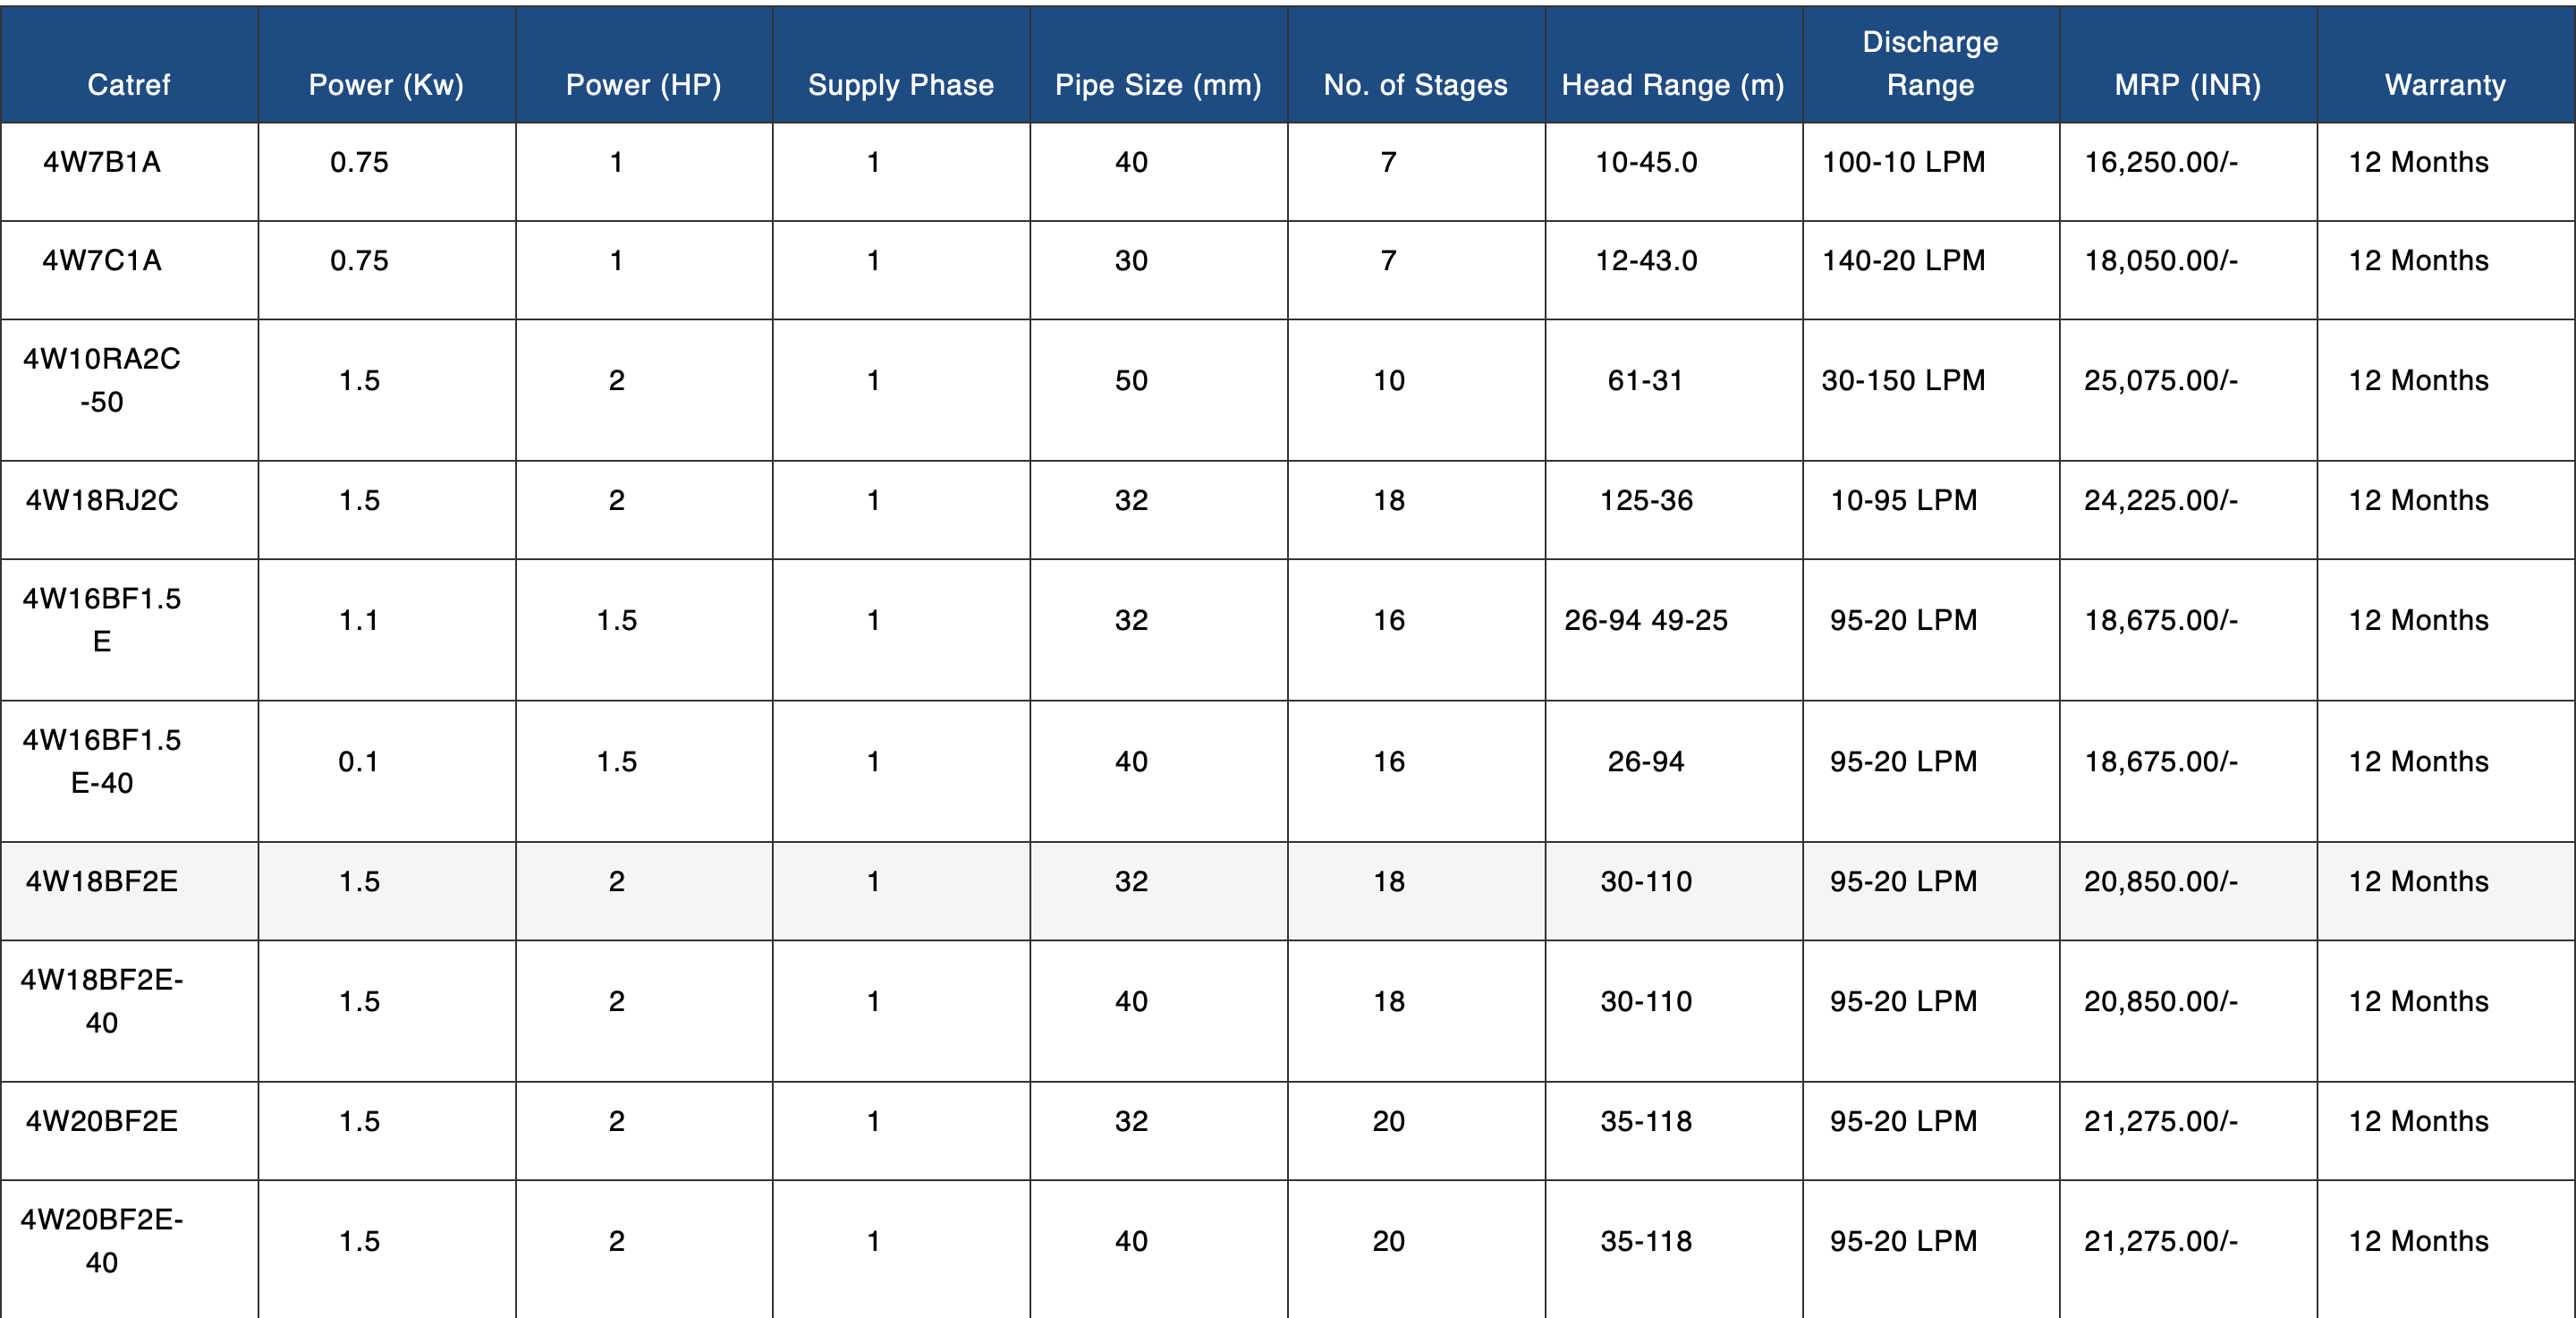 Catref Power (Kw) Power (HP) Supply Phase Pipe Size (mm) No. of Stages Head Range (m) Discharge Range MRP (INR) Warranty
4W7B1A 0.75 1 1 40 7 10-45.0 100-10 LPM 16,250.00/- 12 Months
4W7C1A 0.75 1 1 30 7 12-43.0 140-20 LPM 18,050.00/- 12 Months
4W10RA2C-50 1.5 2 1 50 10 61-31 30-150 LPM 25,075.00/- 12 Months
4W18RJ2C 1.5 2 1 32 18 125-36 10-95 LPM 24,225.00/- 12 Months
4W16BF1.5E 1.1 1.5 1 32 16 26-94 49-25 95-20 LPM 18,675.00/- 12 Months
4W16BF1.5E-40 0.1 1.5 1 40 16 26-94 95-20 LPM 18,675.00/- 12 Months
4W18BF2E 1.5 2 1 32 18 30-110 95-20 LPM 20,850.00/- 12 Months
4W18BF2E-40 1.5 2 1 40 18 30-110 95-20 LPM 20,850.00/- 12 Months
4W20BF2E 1.5 2 1 32 20 35-118 95-20 LPM 21,275.00/- 12 Months
4W20BF2E-40 1.5 2 1 40 20 35-118 95-20 LPM 21,275.00/- 12 Months